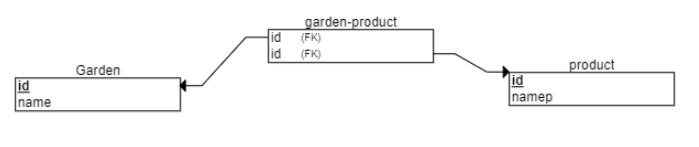 garden-product
id (FK)
id (FK)
Garden
id
name
product
id
namep